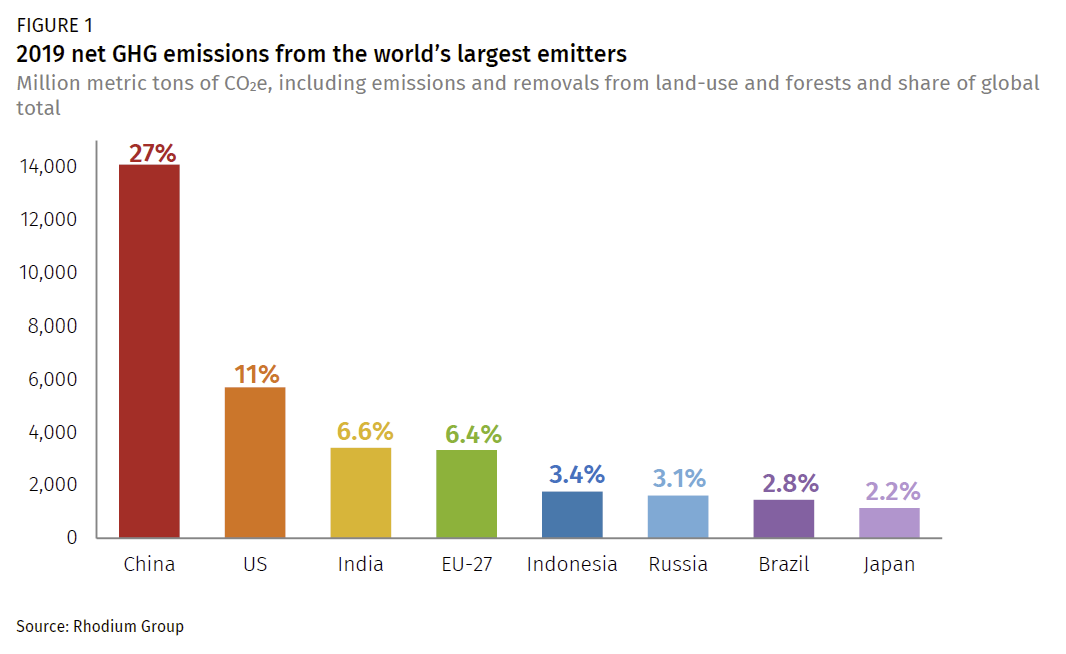 FIGURE 1
2019 net GHG emissions from the world’s largest emitters
Million metric tons of CO₂e, including emissions and removals from land-use and forests and share of global
total
27%
14,000
12,000
10,000
8,000
11%
6,000
6.6%
6.4%
4,000
3.4%
3.1%
2.8%
2.2%
2,000
0
China
US
India
EU-27
Indonesia
Russia
Brazil
Japan
Source: Rhodium Group